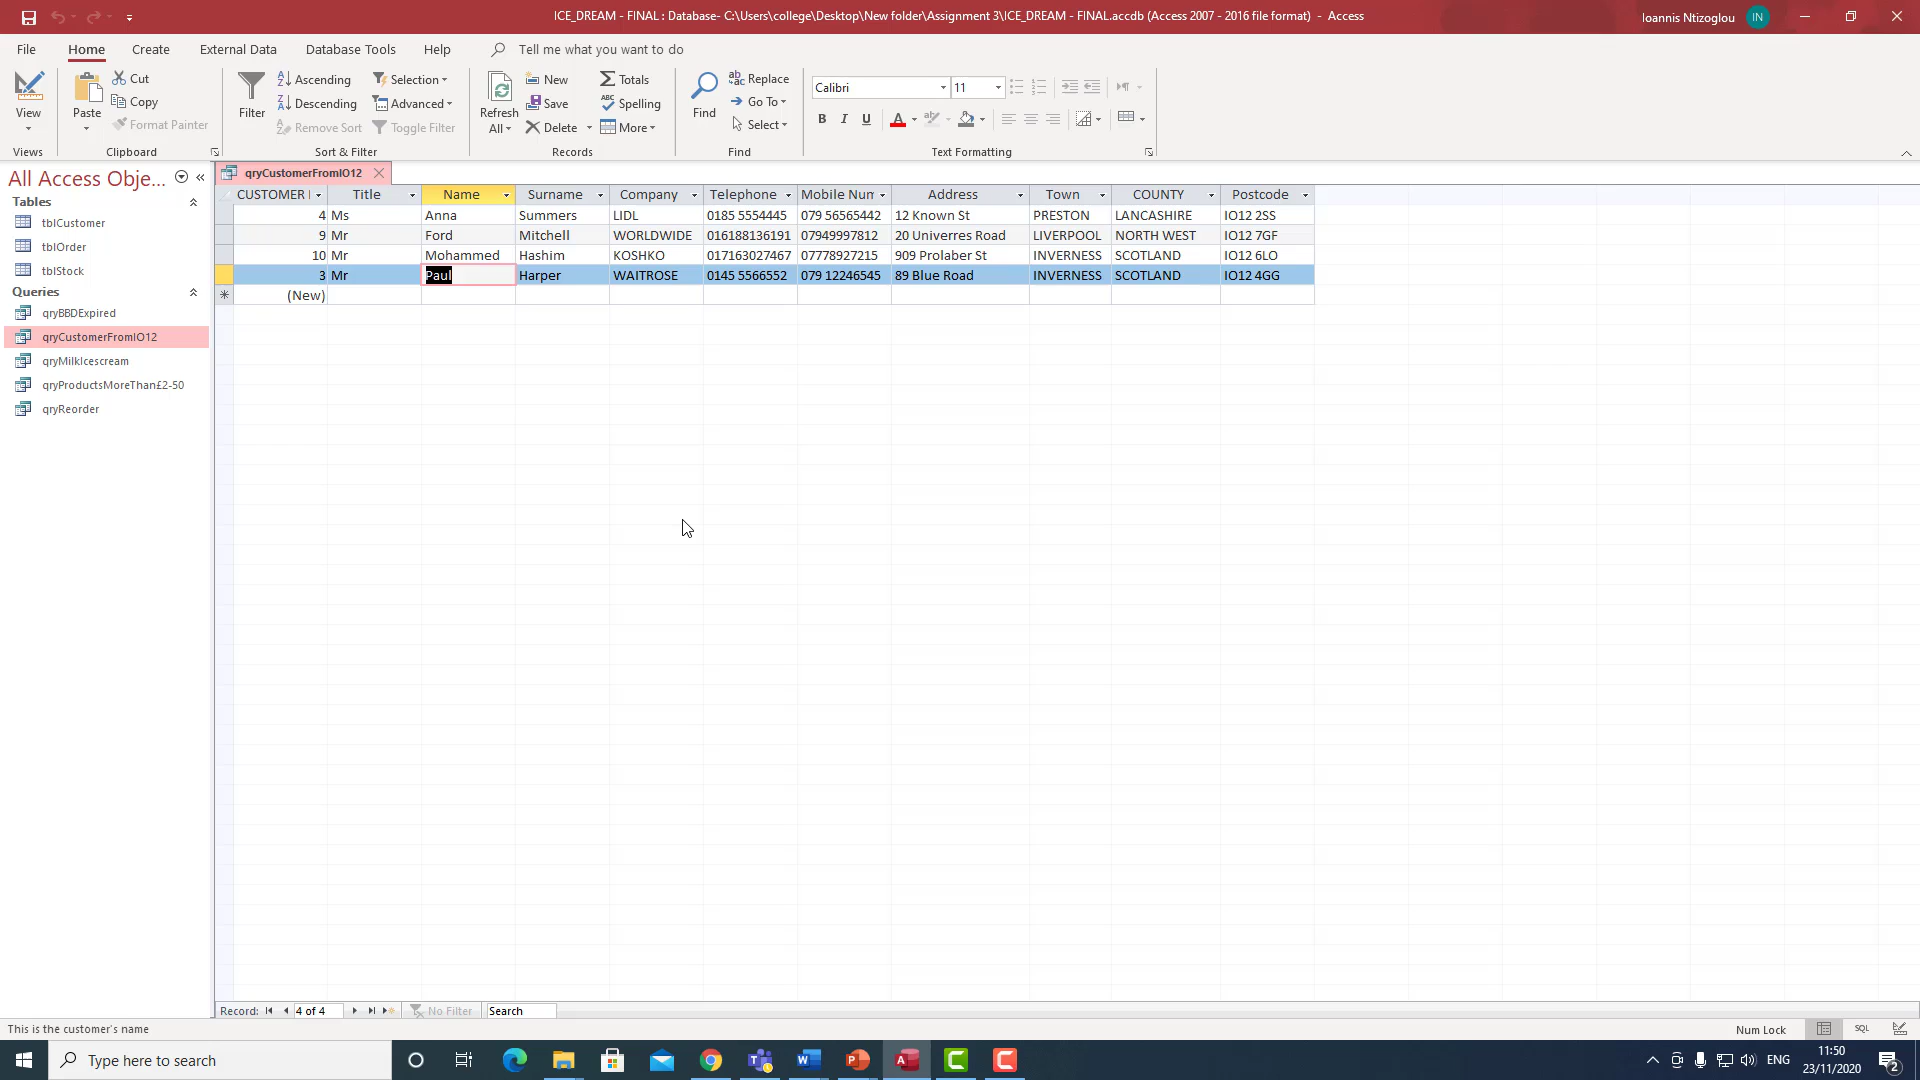 ICE_DREAM - FINAL : Database- C:\Users\college\Desktop\New folder\Assignment 3\ICE_DREAM - FINAL.accdb (Access 2007 - 2016 file format) - Access
Ioannis Ntizoglou IN
File Home Create External Data Database Tools Help Tell me what you want to do
View
Views
Paste
Cut
Copy
Format Painter
Clipboard
Filter
Ascending
Descending
Remove Sort
Selection
Advanced
Toggle Filter
Sort & Filter
Refresh
All
New
Save
Delete
Totals
Spelling
More
Records
Find
Replace
Go To
Select
Find
Calibri 11
B I U A
Text Formatting
All Access Obje...
Tables
tblCustomer
tblOrder
tblStock
Queries
qryBBDExpired
qryCustomerFromIO12
qryMilkIcescream
qryProductsMoreThan£2-50
qryReorder
qryCustomerFromIO12
CUSTOMER Title Name Surname Company Telephone Mobile Num Address Town COUNTY Postcode
4 Ms Anna Summers LIDL 0185 5554445 079 56565442 12 Known St PRESTON LANCASHIRE IO12 2SS
9 Mr Ford Mitchell WORLDWIDE 016188136191 07949997812 20 Univerres Road LIVERPOOL NORTH WEST IO12 7GF
10 Mr Mohammed Hashim KOSHKO 017163027467 07778927215 909 Prolaber St INVERNESS SCOTLAND IO12 6LO
3 Mr Paul Harper WAITROSE 0145 5566552 079 12246545 89 Blue Road INVERNESS SCOTLAND IO12 4GG
(New)
Record: 4 of 4 No Filter Search
This is the customer's name
Num Lock SQL
Type here to search
ENG
11:50
23/11/2020
2